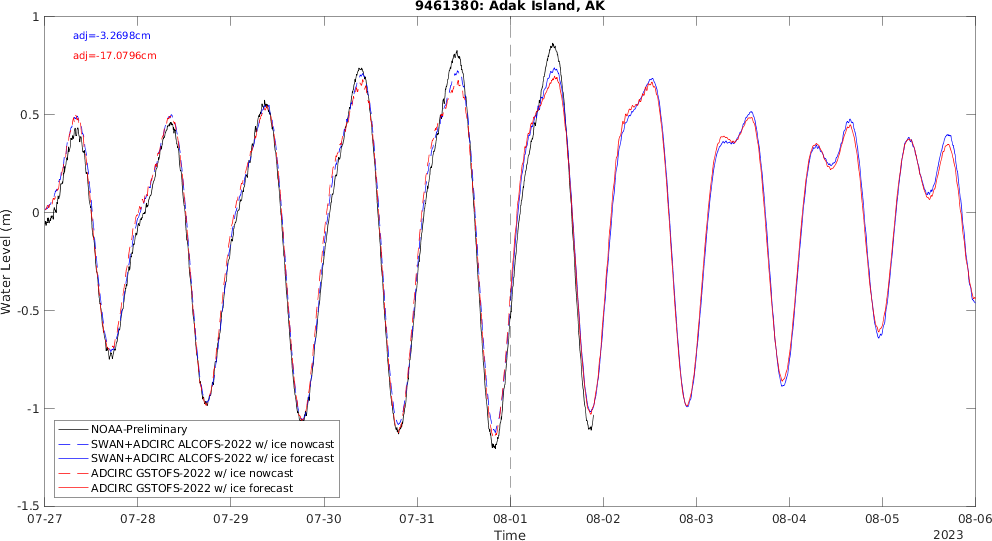 9461380: Adak Island, AK
adj=-3.2698cm
adj=-17.0796cm
1
0.5
0
-0.5
-1
-1.5
Water Level (m)
NOAA-Preliminary
SWAN+ADCIRC ALCOFS-2022 w/ ice nowcast
SWAN+ADCIRC ALCOFS-2022 w/ ice forecast
ADCIRC GSTOFS-2022 w/ ice nowcast
ADCIRC GSTOFS-2022 w/ ice forecast
07-27 07-28 07-29 07-30 07-31 08-01 08-02 08-03 08-04 08-05 08-06
Time
2023